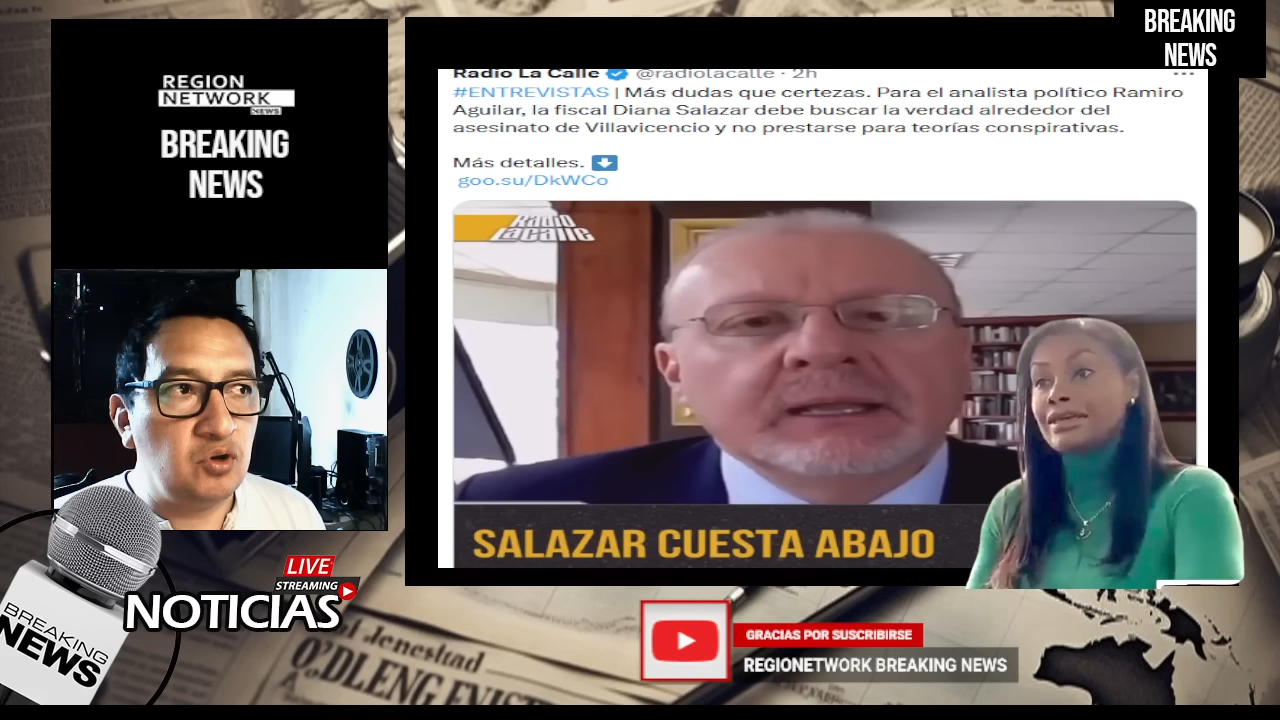 BREAKING
NEWS
REGION
NETWORK
NEWS
BREAKING
NEWS
Radio La Calle @radiolacalle · 2h
#ENTREVISTAS | Más dudas que certezas. Para el analista político Ramiro
Aguilar, la fiscal Diana Salazar debe buscar la verdad alrededor del
asesinato de Villavicencio y no prestarse para teorías conspirativas.
Más detalles.
goo.su/DkWCo
Radio
LaCalle
SALAZAR CUESTA ABAJO
LIVE
STREAMING
NOTICIAS
BREAKING
NEWS
GRACIAS POR SUSCRIBIRSE
REGIONETWORK BREAKING NEWS